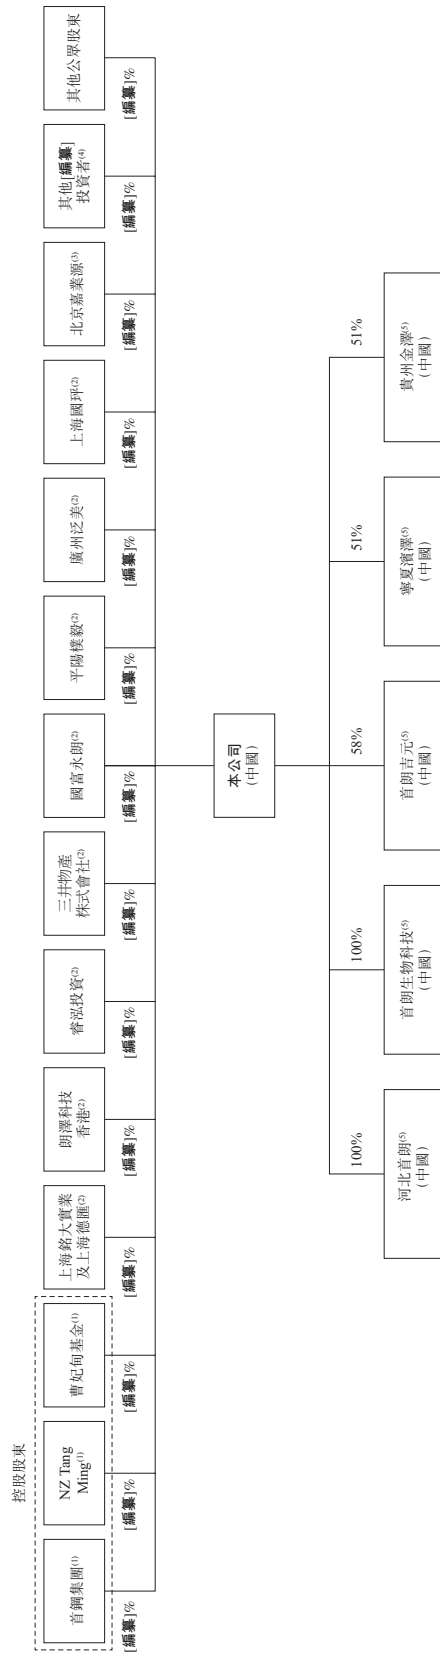 控股股東
首鋼集團(1)
NZ Tang
Ming(1)
曹妃甸基金(1)
上海銘大實業
及上海德匯(2)
朗澤科技
香港(2)
睿泓投資(2)
三井物產
株式會社(2)
國富永朗(2)
平陽樸毅(2)
廣州泛美(2)
上海國玶(2)
北京嘉業源(3)
其他[編纂]
投資者(4)
其他公眾股東
[編纂]%
[編纂]%
[編纂]%
[編纂]%
[編纂]%
[編纂]%
[編纂]%
[編纂]%
[編纂]%
[編纂]%
[編纂]%
[編纂]%
[編纂]%
[編纂]%
本公司
(中國)
100%
100%
58%
51%
51%
河北首朗(5)
(中國)
首朗生物科技(5)
(中國)
首朗吉元(5)
(中國)
寧夏濱澤(5)
(中國)
貴州金澤(5)
(中國)